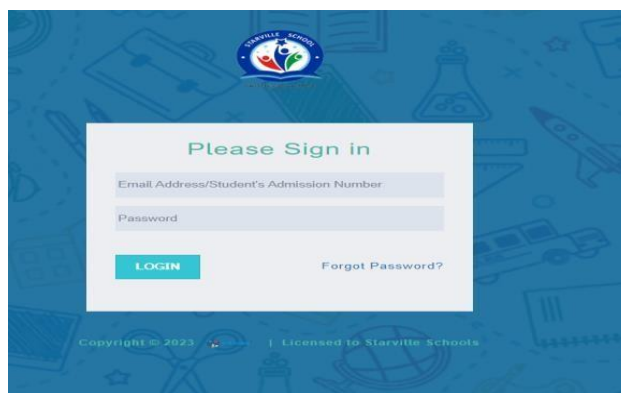 STARVILLE SCHOOL
Please Sign in
Email Address/Student's Admission Number
Password
LOGIN
Forgot Password?
Copyright © 2023 | Licensed to Starville Schools